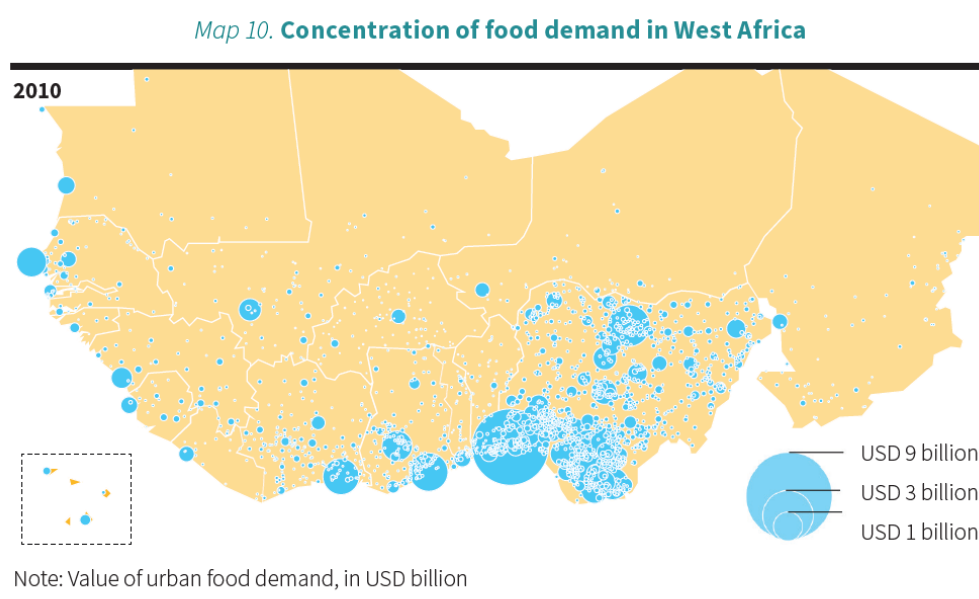 Map 10. Concentration of food demand in West Africa
2010
USD 9 billion
USD 3 billion
USD 1 billion
Note: Value of urban food demand, in USD billion